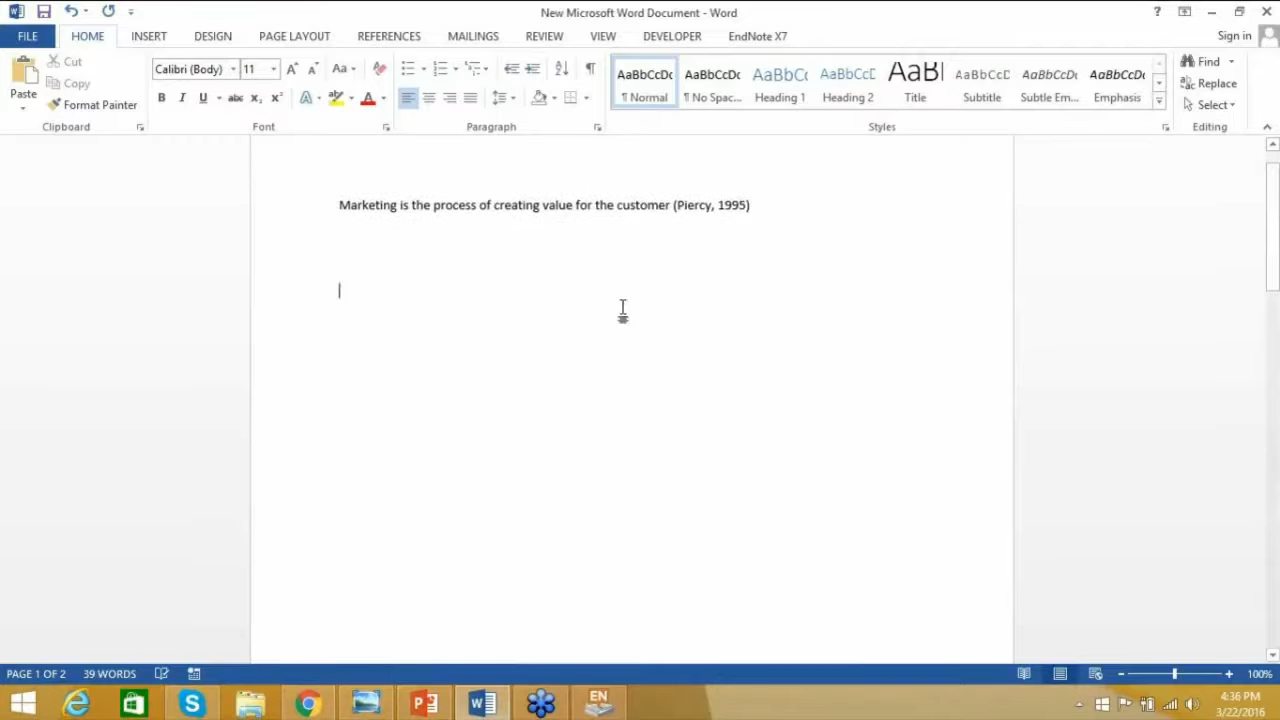 New Microsoft Word Document - Word
FILE HOME INSERT DESIGN PAGE LAYOUT REFERENCES MAILINGS REVIEW VIEW DEVELOPER EndNote X7 Sign in
Cut
Copy
Format Painter
Paste
Clipboard
Calibri (Body) 11
Font
Paragraph
AaBbCcDc AaBbCcDc AaBbCc AaBbCcD AaBl AaBbCcD AaBbCcDc AaBbCcDc
¶ Normal ¶ No Spac... Heading 1 Heading 2 Title Subtitle Subtle Em... Emphasis
Styles
Find
Replace
Select
Editing
Marketing is the process of creating value for the customer (Piercy, 1995)
PAGE 1 OF 2 39 WORDS 100%
EN
4:36 PM
3/22/2016